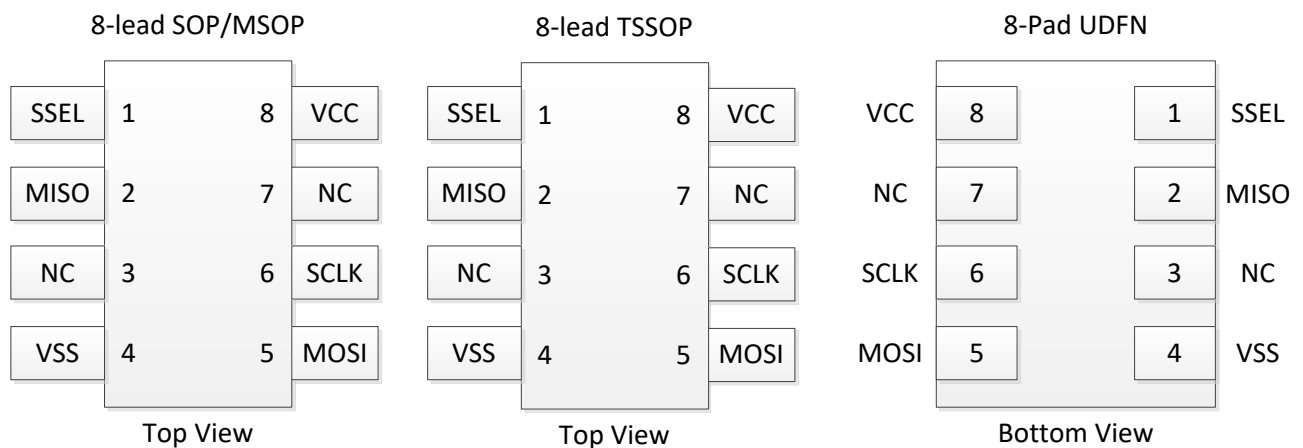 8-lead SOP/MSOP
SSEL 1 8 VCC
MISO 2 7 NC
NC 3 6 SCLK
VSS 4 5 MOSI
Top View
8-lead TSSOP
SSEL 1 8 VCC
MISO 2 7 NC
NC 3 6 SCLK
VSS 4 5 MOSI
Top View
8-Pad UDFN
VCC 8 1 SSEL
NC 7 2 MISO
SCLK 6 3 NC
MOSI 5 4 VSS
Bottom View